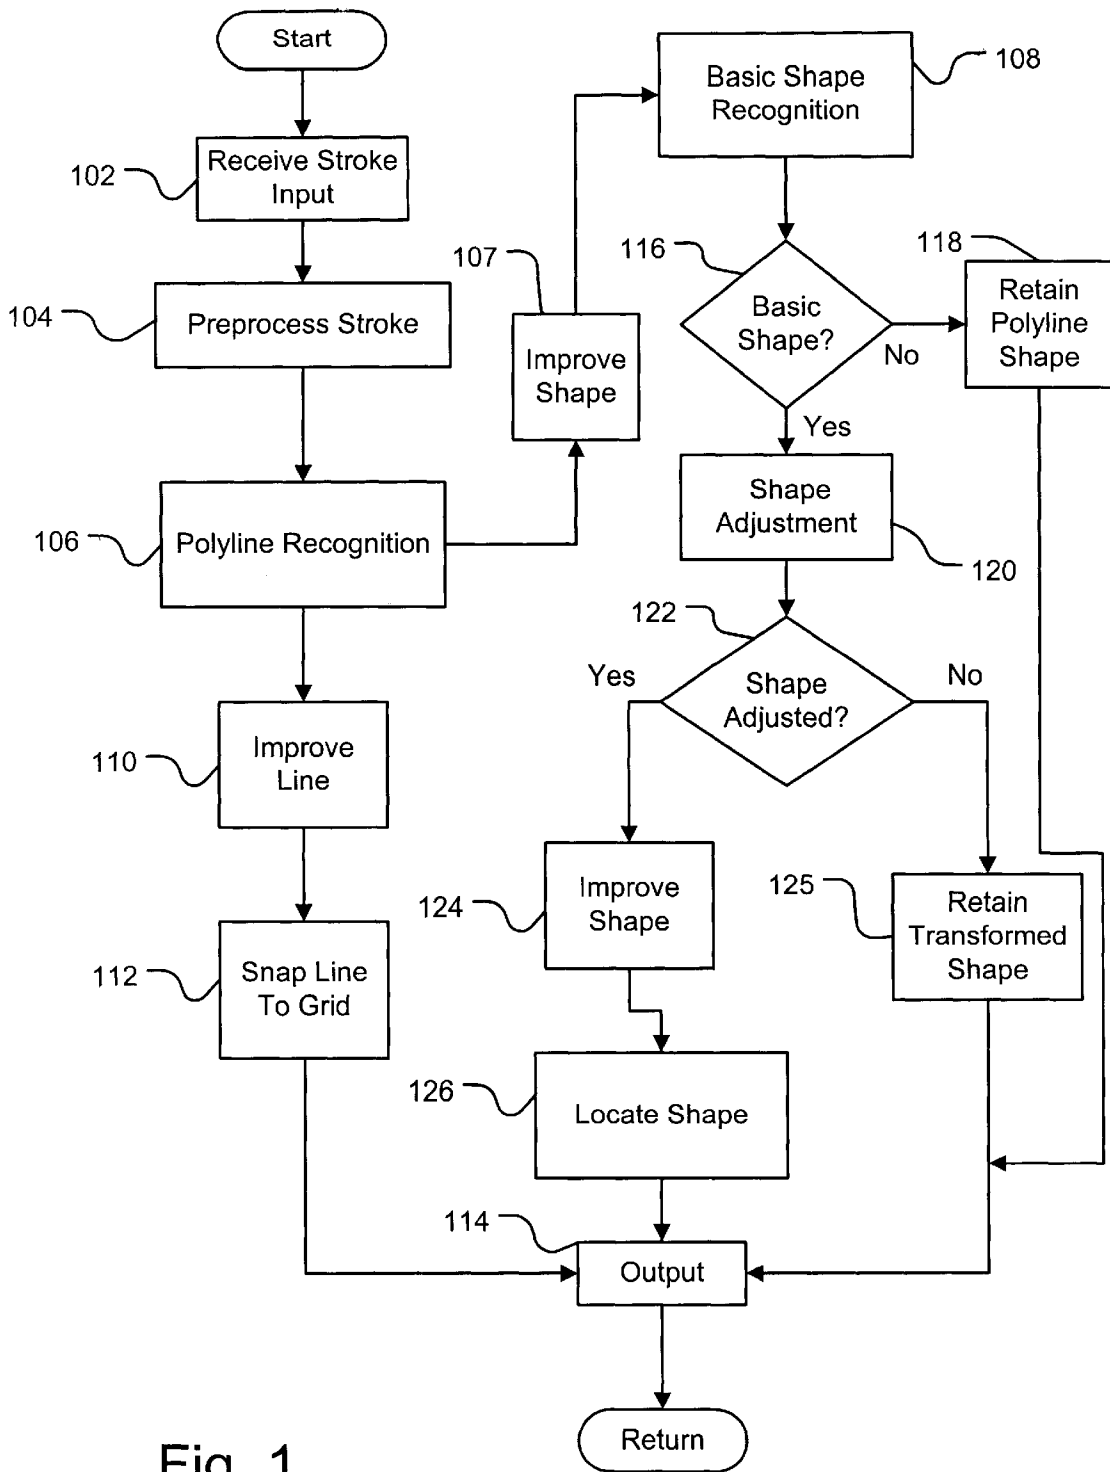 Start
102
Receive Stroke
Input
104
Preprocess Stroke
106
Polyline Recognition
107
Improve
Shape
110
Improve
Line
112
Snap Line
To Grid
108
Basic Shape
Recognition
116
Basic
Shape?
No
Yes
118
Retain
Polyline
Shape
Shape
Adjustment
120
122
Shape
Adjusted?
Yes
No
124
Improve
Shape
125
Retain
Transformed
Shape
126
Locate Shape
114
Output
Return
Fig. 1